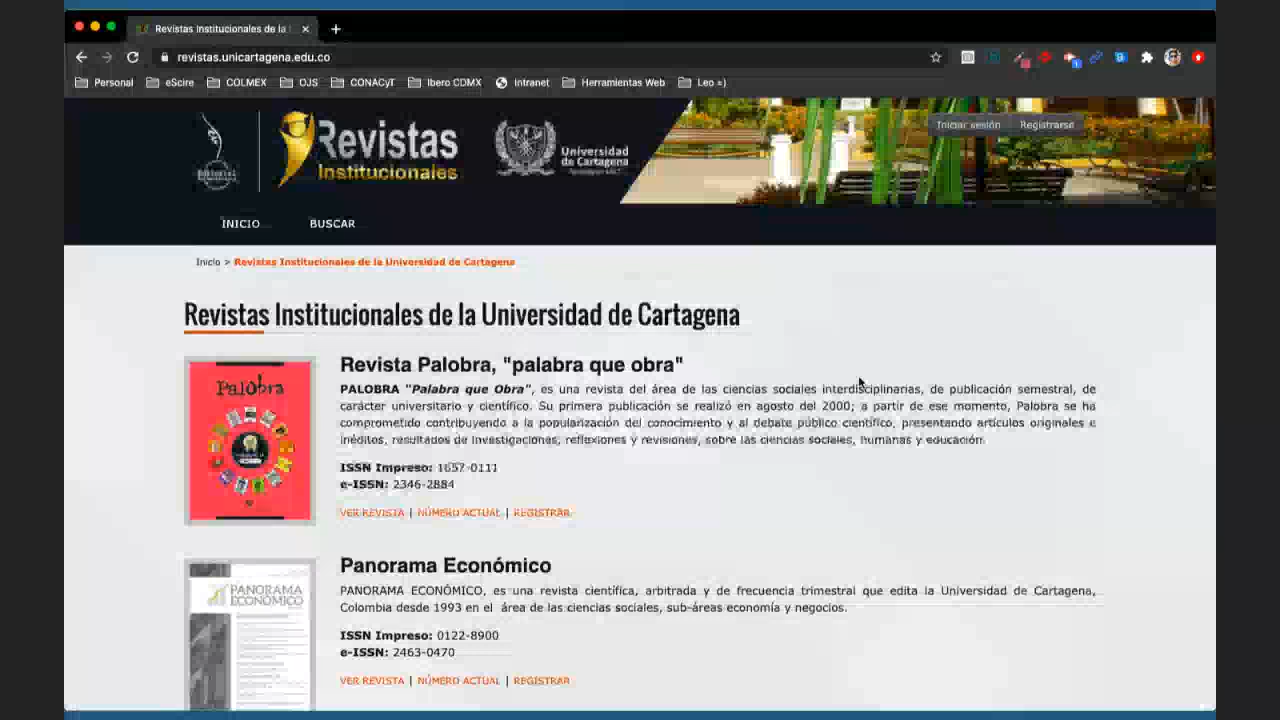 Revistas Institucionales de la
revistas.unicartagena.edu.co
Personal eScire COLMEX OJS CONACyT Ibero CDMX Intranet Herramientas Web Leo =)
Editorial
Revistas
Institucionales
Universidad
de Cartagena
Iniciar sesión Registrarse
INICIO BUSCAR
Inicio > Revistas Institucionales de la Universidad de Cartagena
Revistas Institucionales de la Universidad de Cartagena
Palobra
Revista Palobra, "palabra que obra"
PALOBRA "Palabra que Obra", es una revista del área de las ciencias sociales interdisciplinarias, de publicación semestral, de
carácter universitario y científico. Su primera publicación se realizó en agosto del 2000; a partir de ese momento, Palobra se ha
comprometido contribuyendo a la popularización del conocimiento y al debate público científico, presentando artículos originales e
inéditos, resultados de investigaciones, reflexiones y revisiones, sobre las ciencias sociales, humanas y educación.
ISSN Impreso: 1657-0111
e-ISSN: 2346-2884
VER REVISTA | NÚMERO ACTUAL | REGISTRAR
PANORAMA
ECONÓMICO
Panorama Económico
PANORAMA ECONÓMICO, es una revista científica, arbitrada y de frecuencia trimestral que edita la Universidad de Cartagena,
Colombia desde 1993 en el área de las ciencias sociales, sub-áreas economía y negocios.
ISSN Impreso: 0122-8900
e-ISSN: 2463-0470
VER REVISTA | NÚMERO ACTUAL | REGISTRAR